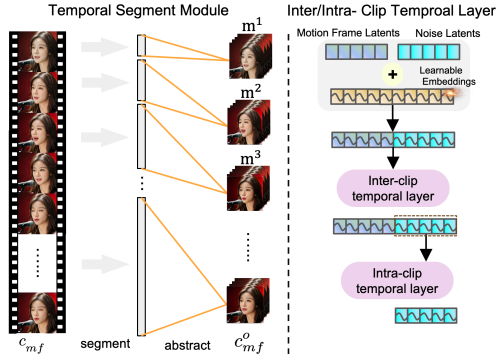 Temporal Segment Module
m¹
m²
m³
c_mf
segment
abstract
c^o_mf
Inter/Intra- Clip Temproal Layer
Motion Frame Latents
Noise Latents
+
Learnable
Embeddings
Inter-clip
temporal layer
Intra-clip
temporal layer